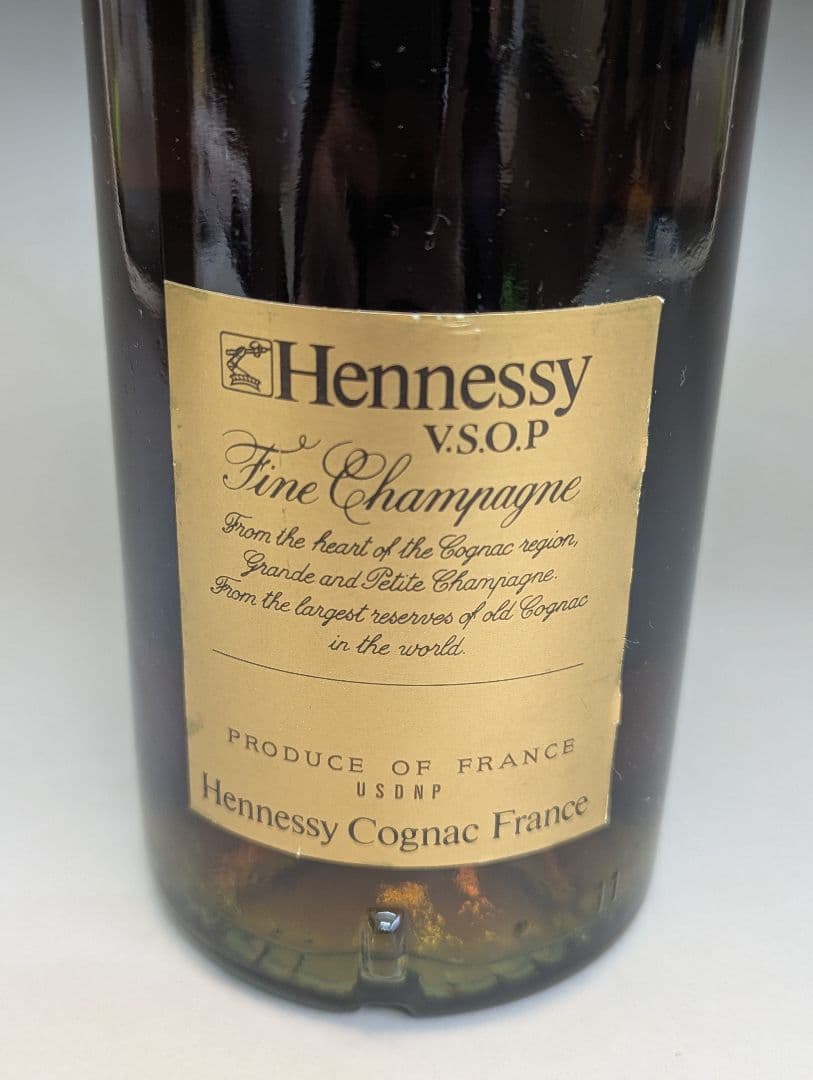 Hennessy
V.S.O.P
Fine Champagne
From the heart of the Cognac region,
Grande and Petite Champagne.
From the largest reserves of old Cognac
in the world.
PRODUCE OF FRANCE
USDNP
Hennessy Cognac France
11